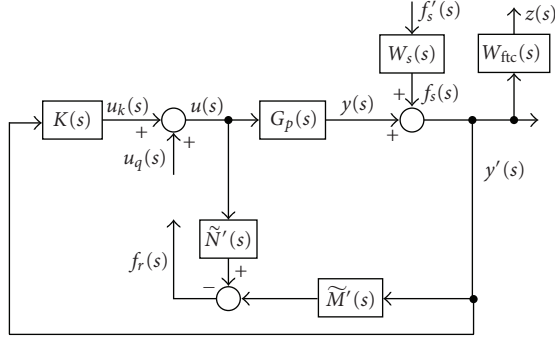 f_s′(s)
z(s)
W_s(s)
W_ftc(s)
u_k(s)
u(s)
y(s)
+
f_s(s)
K(s)
G_p(s)
+
+
+
u_q(s)
y′(s)
Ñ′(s)
f_r(s)
+
−
M̃′(s)